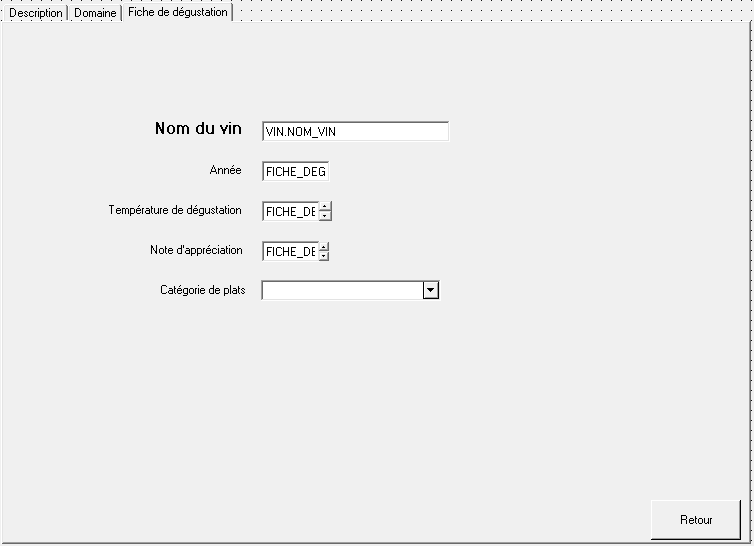 Description Domaine Fiche de dégustation
Nom du vin VIN.NOM_VIN
Année FICHE_DEG
Température de dégustation FICHE_DE
Note d'appréciation FICHE_DE
Catégorie de plats
Retour